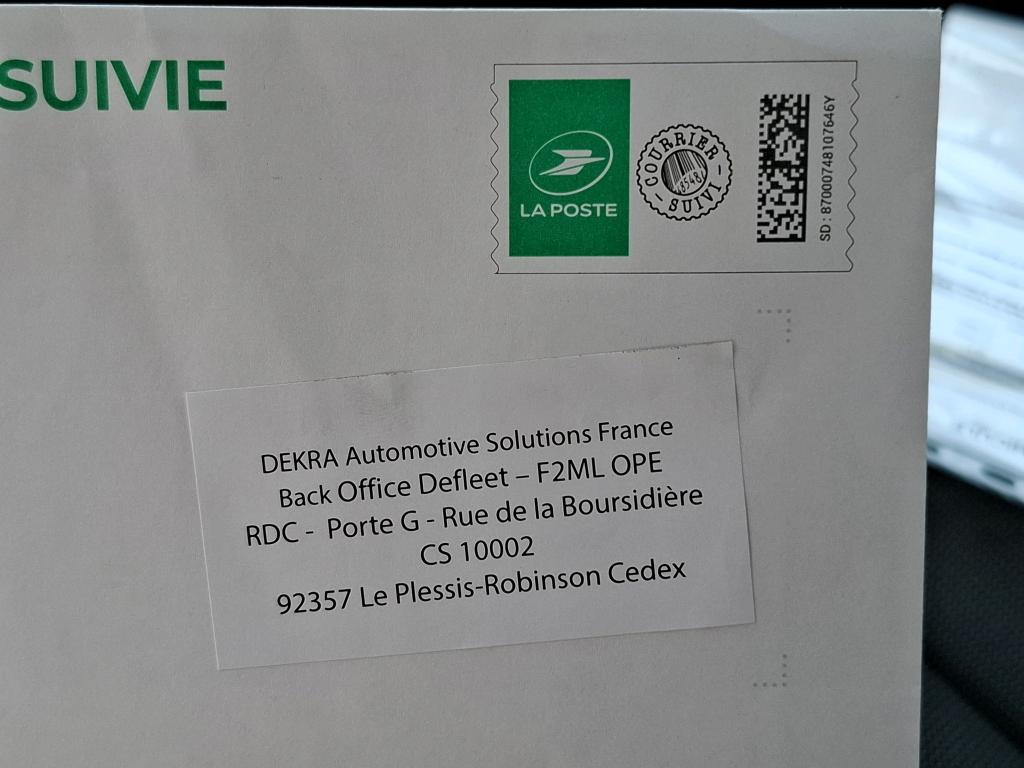 SUIVIE
LA POSTE
COURRIER
8548
SUIVI
SD : 87000748107646Y
DEKRA Automotive Solutions France
Back Office Defleet – F2ML OPE
RDC - Porte G - Rue de la Boursidière
CS 10002
92357 Le Plessis-Robinson Cedex